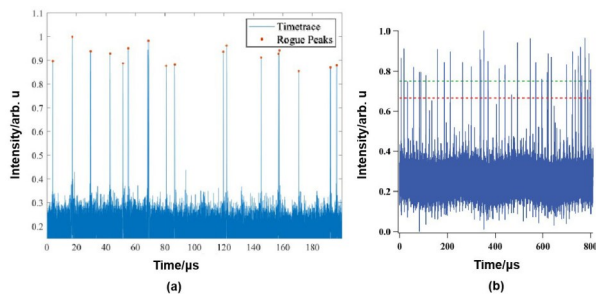 Timetrace
Rogue Peaks
1.1
1
0.9
0.8
0.7
0.6
0.5
0.4
0.3
0.2
Intensity/arb. u
0 20 40 60 80 100 120 140 160 180
Time/µs
(a)
1.0
0.8
0.6
0.4
0.2
0.0
Intensity/arb. u
0 200 400 600 800
Time/µs
(b)